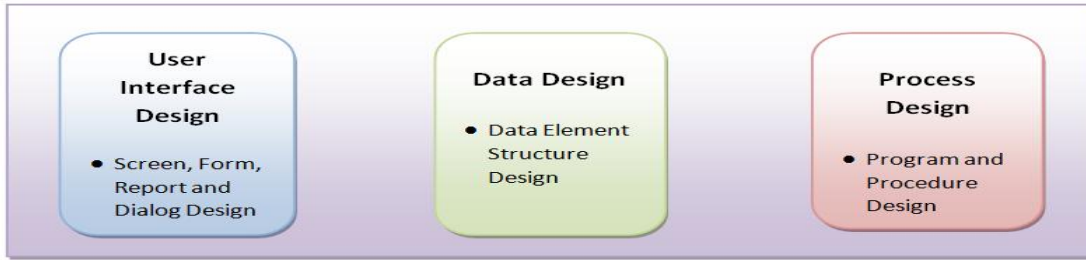 User
Interface
Design
● Screen, Form,
Report and
Dialog Design
Data Design
● Data Element
Structure
Design
Process
Design
● Program and
Procedure
Design